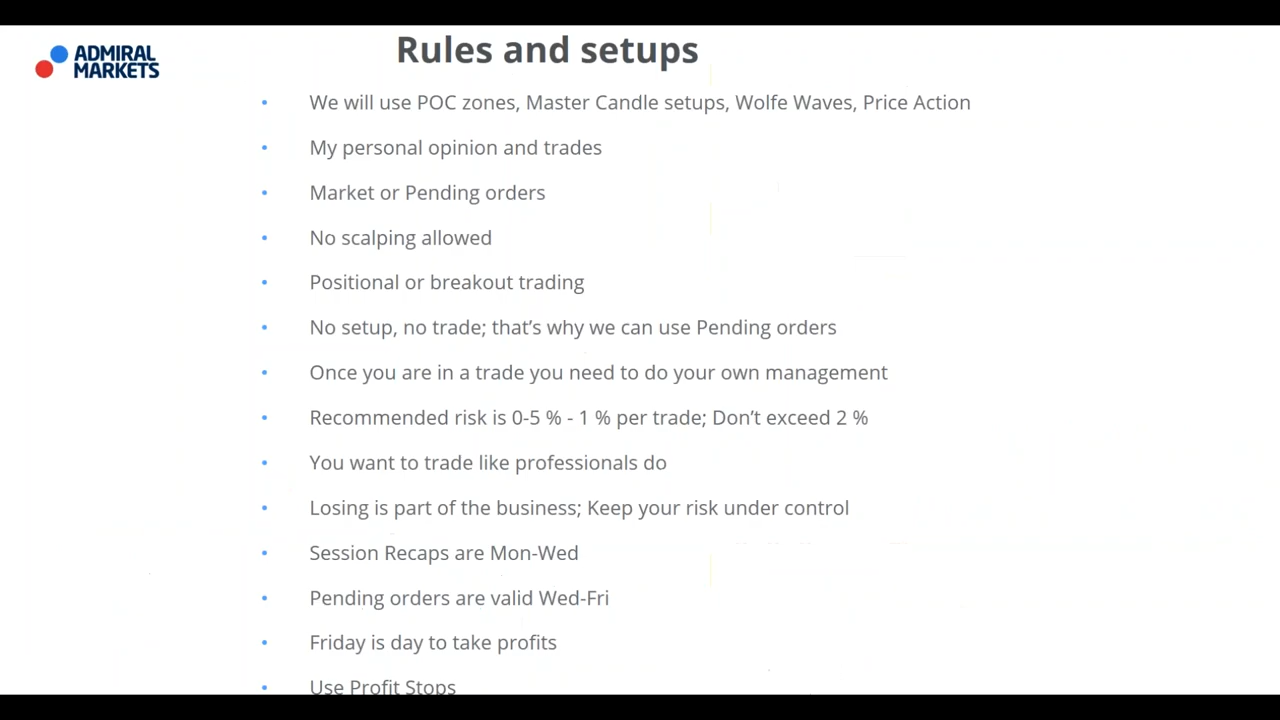 ADMIRAL
MARKETS
Rules and setups
• We will use POC zones, Master Candle setups, Wolfe Waves, Price Action
• My personal opinion and trades
• Market or Pending orders
• No scalping allowed
• Positional or breakout trading
• No setup, no trade; that’s why we can use Pending orders
• Once you are in a trade you need to do your own management
• Recommended risk is 0-5 % - 1 % per trade; Don’t exceed 2 %
• You want to trade like professionals do
• Losing is part of the business; Keep your risk under control
• Session Recaps are Mon-Wed
• Pending orders are valid Wed-Fri
• Friday is day to take profits
• Use Profit Stops